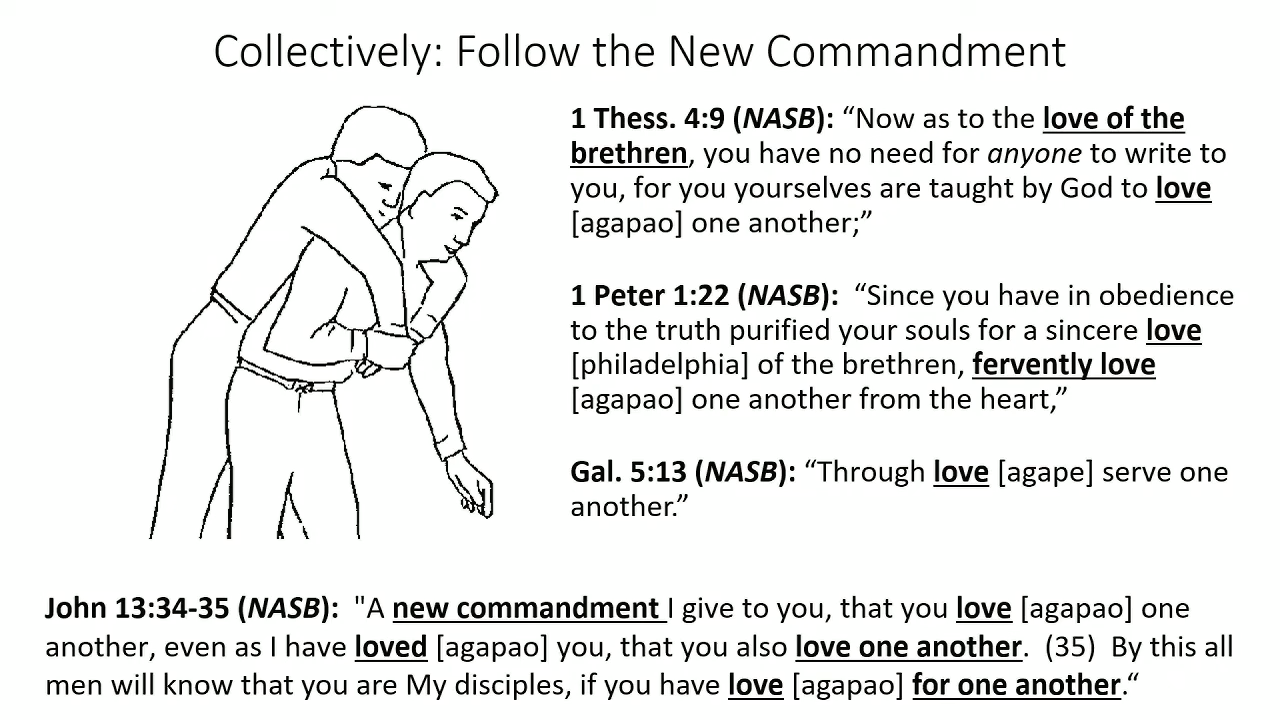 Collectively: Follow the New Commandment
1 Thess. 4:9 (NASB): “Now as to the love of the
brethren, you have no need for anyone to write to
you, for you yourselves are taught by God to love
[agapao] one another;”
1 Peter 1:22 (NASB):  “Since you have in obedience
to the truth purified your souls for a sincere love
[philadelphia] of the brethren, fervently love
[agapao] one another from the heart,”
Gal. 5:13 (NASB): “Through love [agape] serve one
another.”
John 13:34-35 (NASB):  "A new commandment I give to you, that you love [agapao] one
another, even as I have loved [agapao] you, that you also love one another.  (35)  By this all
men will know that you are My disciples, if you have love [agapao] for one another.“